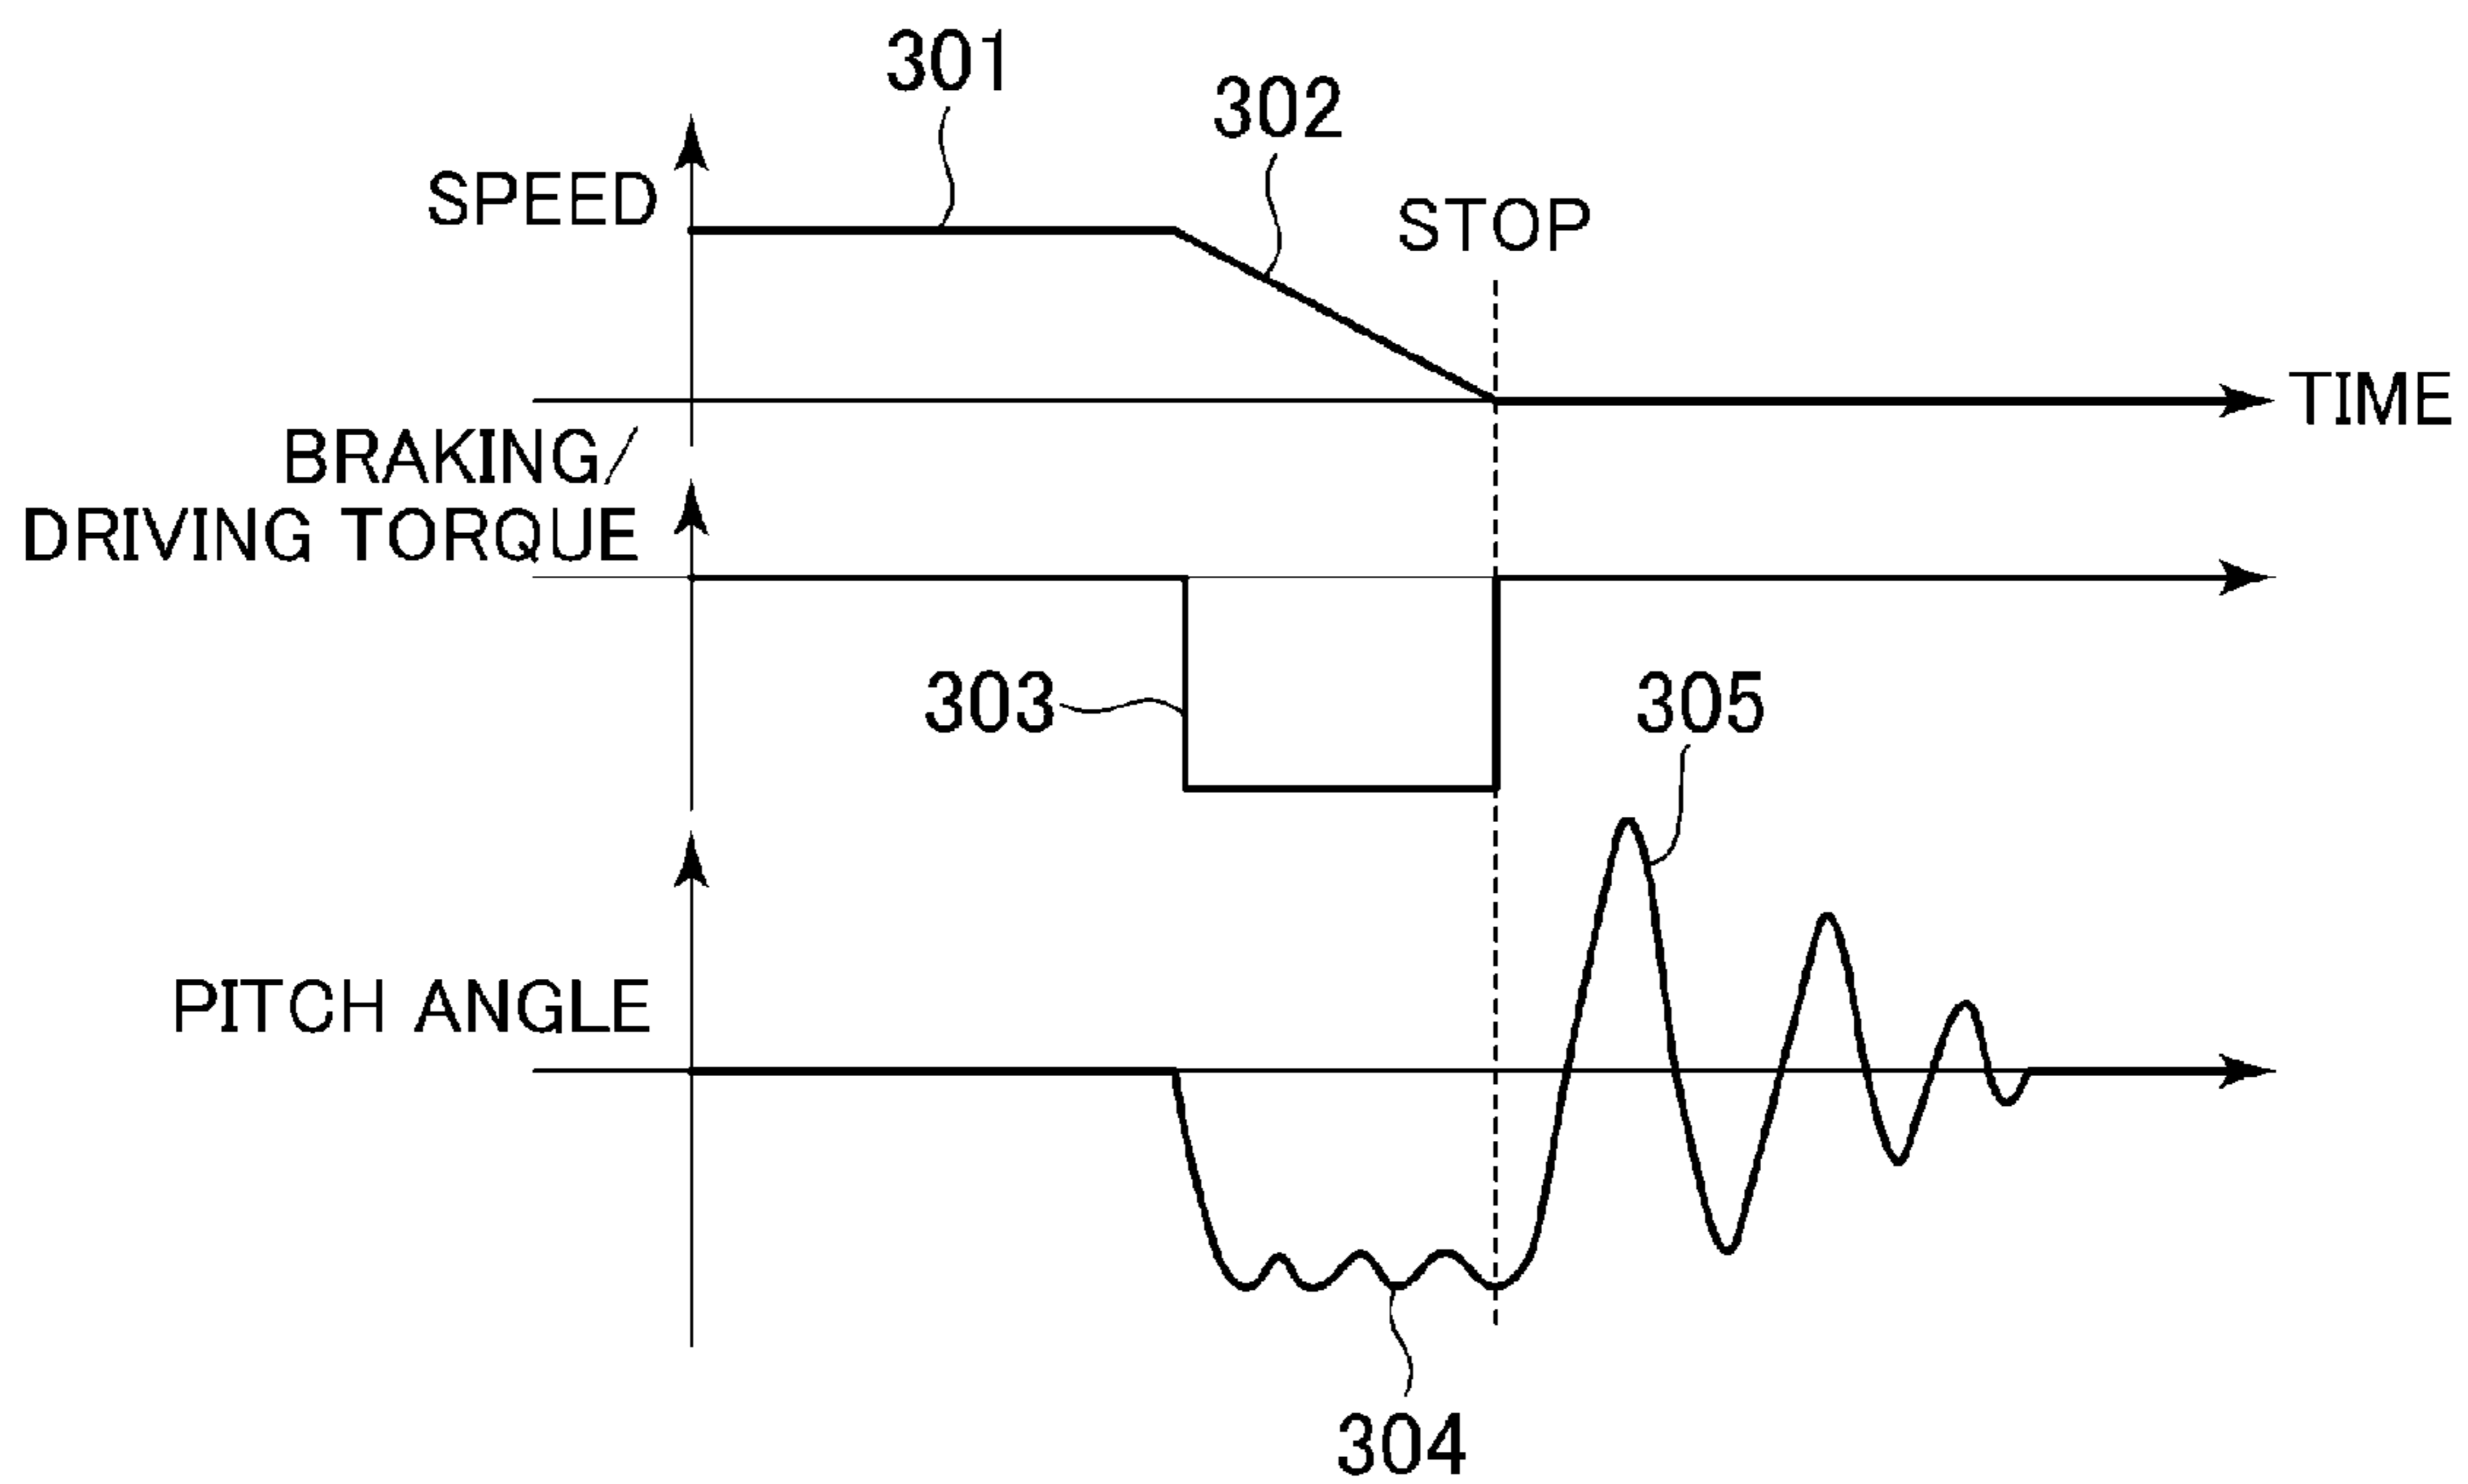 301
302
SPEED
STOP
TIME
BRAKING/
DRIVING TORQUE
303
305
PITCH ANGLE
304